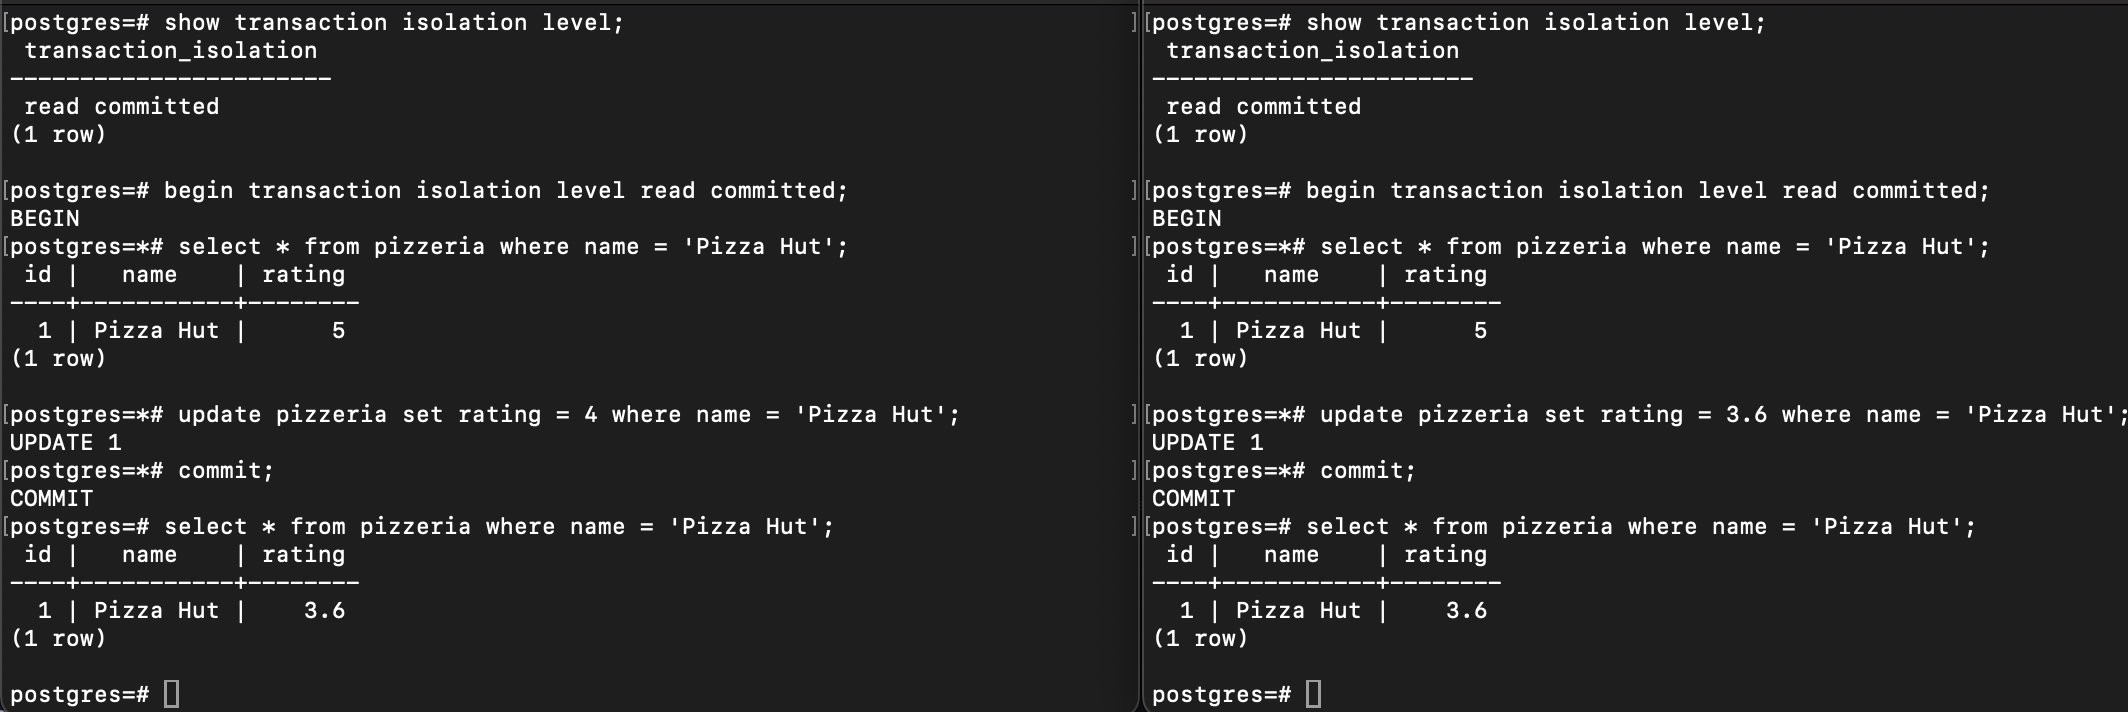 postgres=# show transaction isolation level;
 transaction_isolation
-----------------------
 read committed
(1 row)

postgres=# begin transaction isolation level read committed;
BEGIN
postgres=*# select * from pizzeria where name = 'Pizza Hut';
 id |   name    | rating
----+-----------+--------
  1 | Pizza Hut |      5
(1 row)

postgres=*# update pizzeria set rating = 4 where name = 'Pizza Hut';
UPDATE 1
postgres=*# commit;
COMMIT
postgres=# select * from pizzeria where name = 'Pizza Hut';
 id |   name    | rating
----+-----------+--------
  1 | Pizza Hut |    3.6
(1 row)

postgres=#
postgres=# show transaction isolation level;
 transaction_isolation
-----------------------
 read committed
(1 row)

postgres=# begin transaction isolation level read committed;
BEGIN
postgres=*# select * from pizzeria where name = 'Pizza Hut';
 id |   name    | rating
----+-----------+--------
  1 | Pizza Hut |      5
(1 row)

postgres=*# update pizzeria set rating = 3.6 where name = 'Pizza Hut';
UPDATE 1
postgres=*# commit;
COMMIT
postgres=# select * from pizzeria where name = 'Pizza Hut';
 id |   name    | rating
----+-----------+--------
  1 | Pizza Hut |    3.6
(1 row)

postgres=#